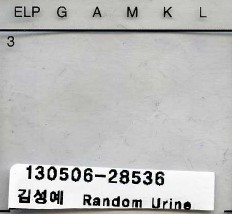 ELP G A M K L
3
130506-28536
김성예 Random Urine